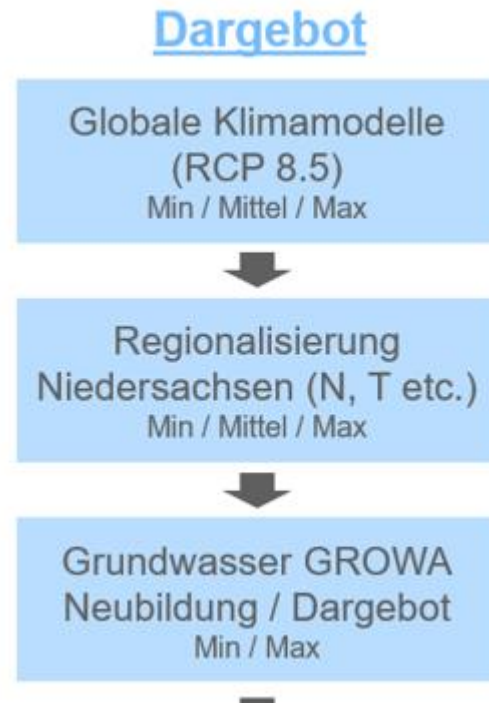 Dargebot
Globale Klimamodelle
(RCP 8.5)
Min / Mittel / Max
Regionalisierung
Niedersachsen (N, T etc.)
Min / Mittel / Max
Grundwasser GROWA
Neubildung / Dargebot
Min / Max